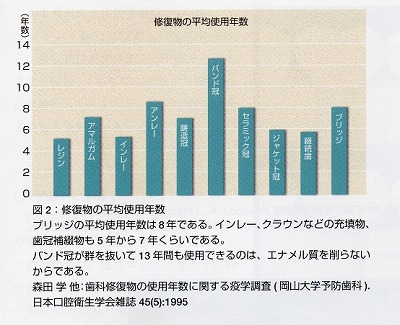 修復物の平均使用年数
(年数)
14
12
10
8
6
4
2
0
レジン
アマルガム
インレー
アンレー
鋳造冠
バンド冠
セラミック冠
ジャケット冠
継続歯
ブリッジ
図2：修復物の平均使用年数
ブリッジの平均使用年数は8年である。インレー、クラウンなどの充填物、
歯冠補綴物も5年から7年くらいである。
バンド冠が群を抜いて13年間も使用できるのは、エナメル質を削らない
からである。
森田 学 他：歯科修復物の使用年数に関する疫学調査(岡山大学予防歯科).
日本口腔衛生学会雑誌 45(5):1995